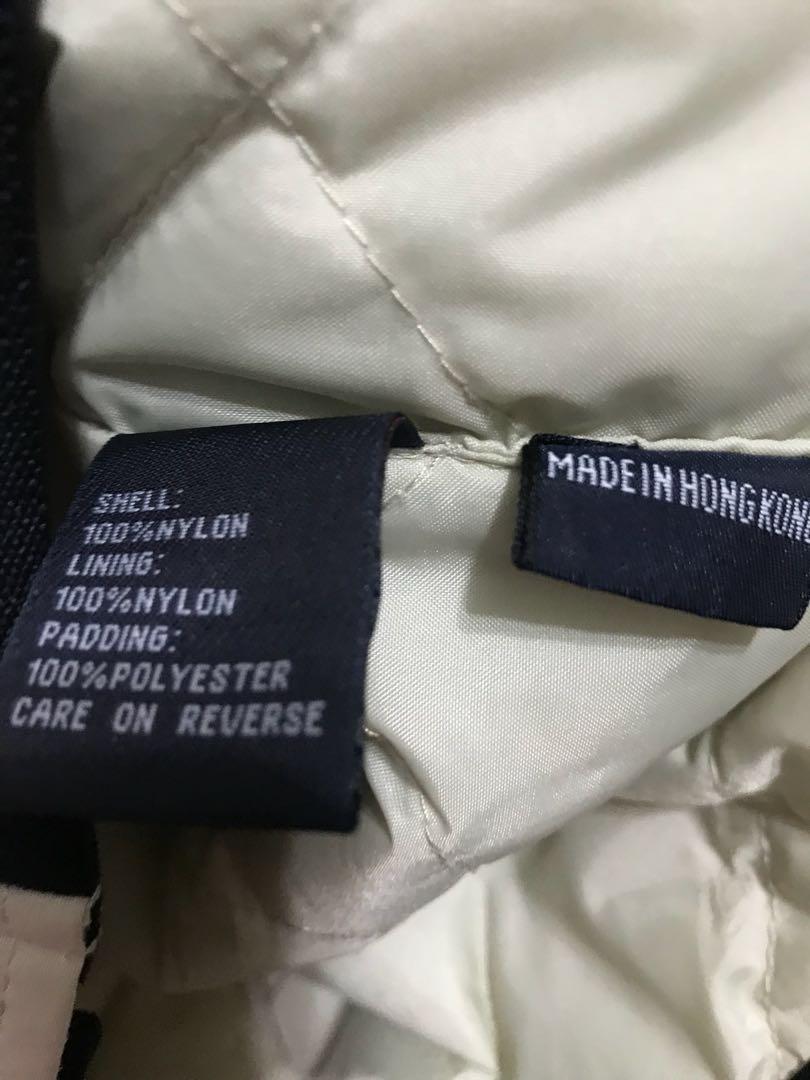 SHELL:
100%NYLON
LINING:
100%NYLON
PADDING:
100%POLYESTER
CARE ON REVERSE
MADE IN HONG KONG